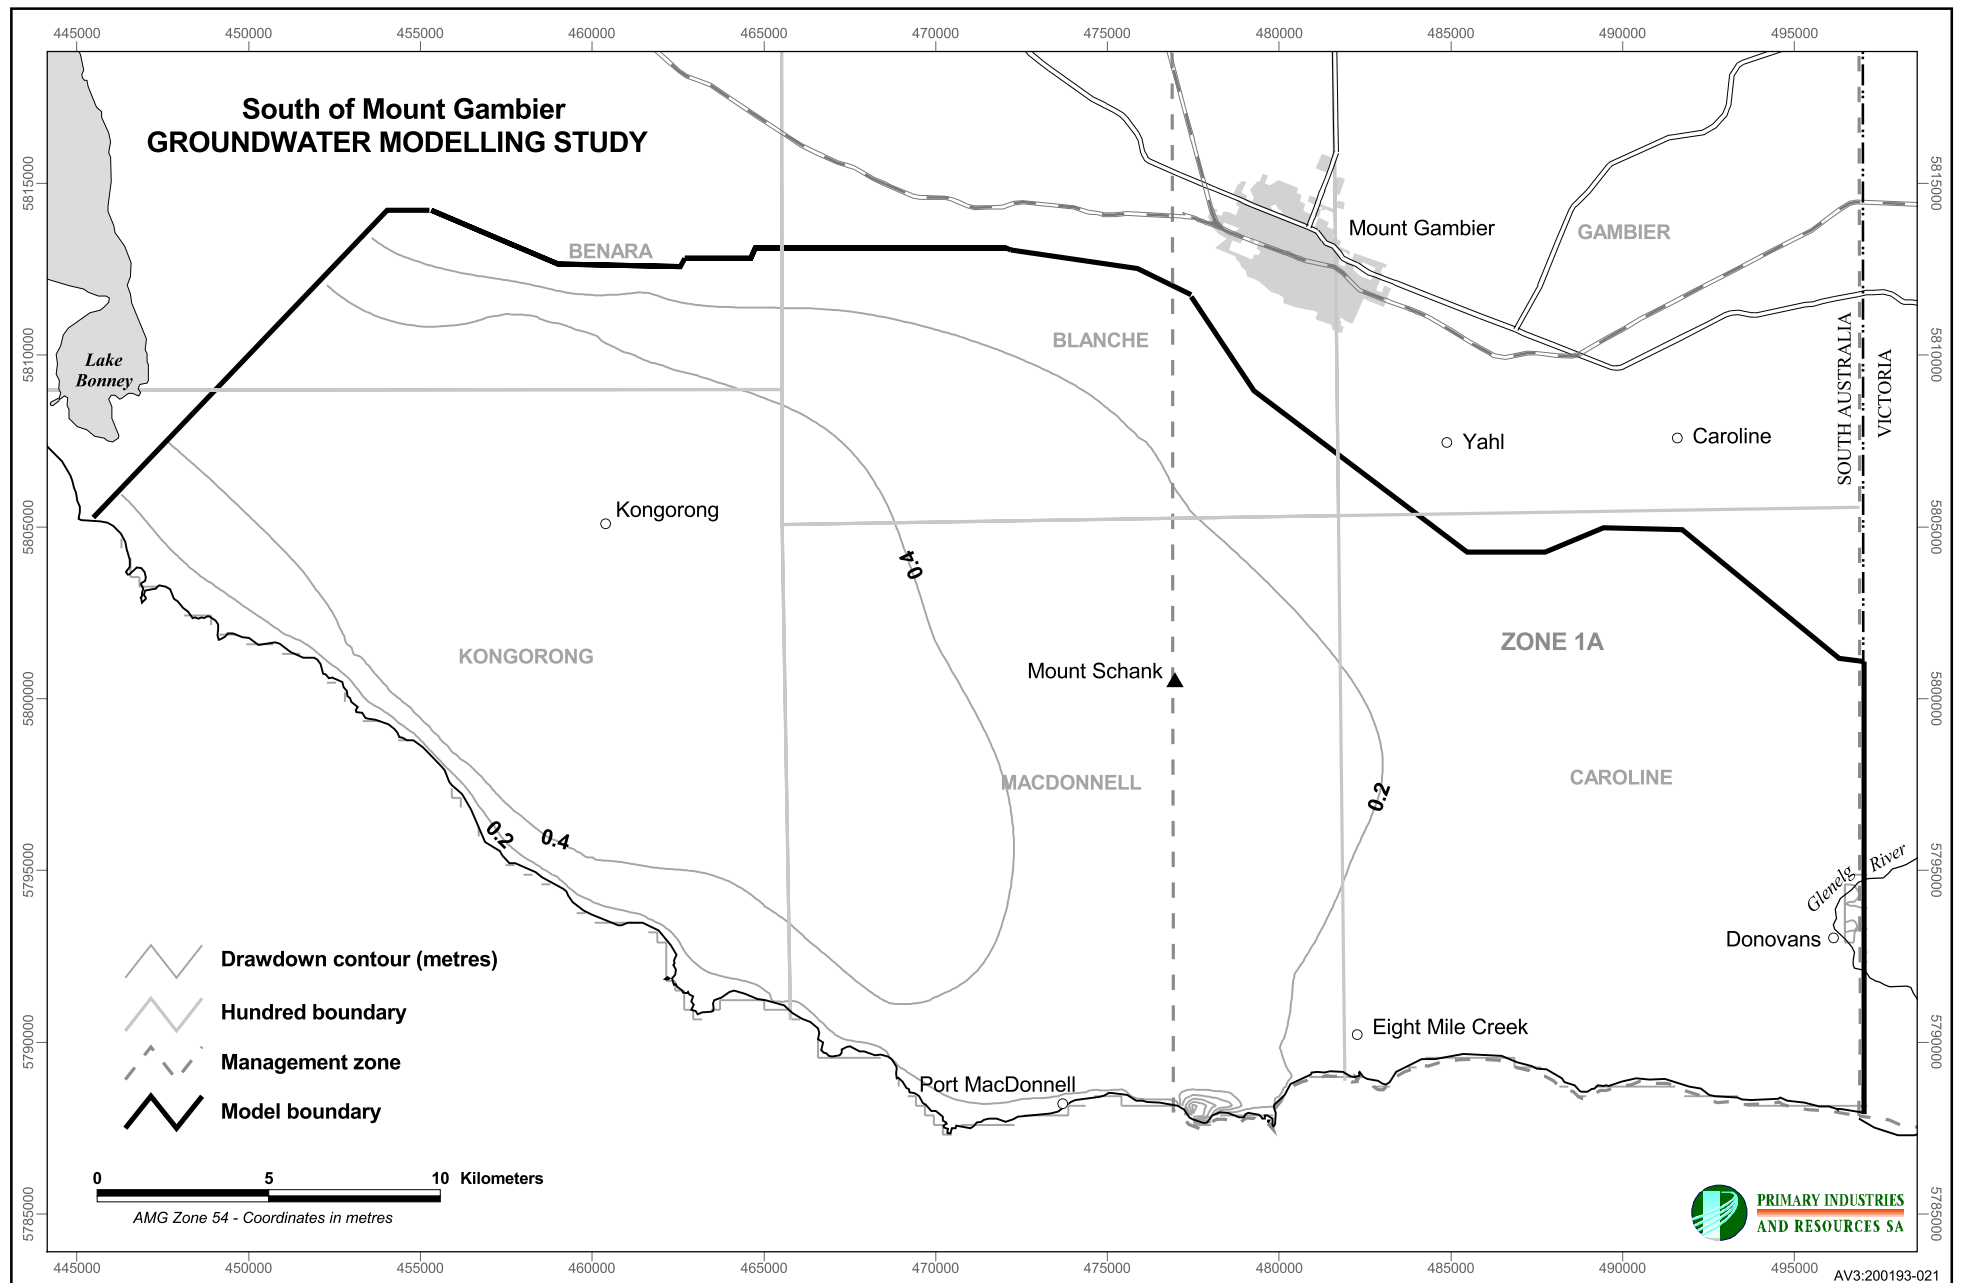 445000 450000 455000 460000 465000 470000 475000 480000 485000 490000 495000
South of Mount Gambier
GROUNDWATER MODELLING STUDY
5815000
5815000
Mount Gambier
GAMBIER
BENARA
BLANCHE
5810000
5810000
Lake
Bonney
SOUTH AUSTRALIA
VICTORIA
Yahl
Caroline
Kongorong
5805000
5805000
0.4
KONGORONG
ZONE 1A
Mount Schank
5800000
5800000
MACDONNELL
CAROLINE
0.2
0.2
0.4
5795000
5795000
Glenelg River
Donovans
Drawdown contour (metres)
Hundred boundary
Management zone
Model boundary
5790000
5790000
Eight Mile Creek
Port MacDonnell
0 5 10 Kilometers
AMG Zone 54 - Coordinates in metres
5785000
5785000
PRIMARY INDUSTRIES
AND RESOURCES SA
445000 450000 455000 460000 465000 470000 475000 480000 485000 490000 495000
AV3:200193-021